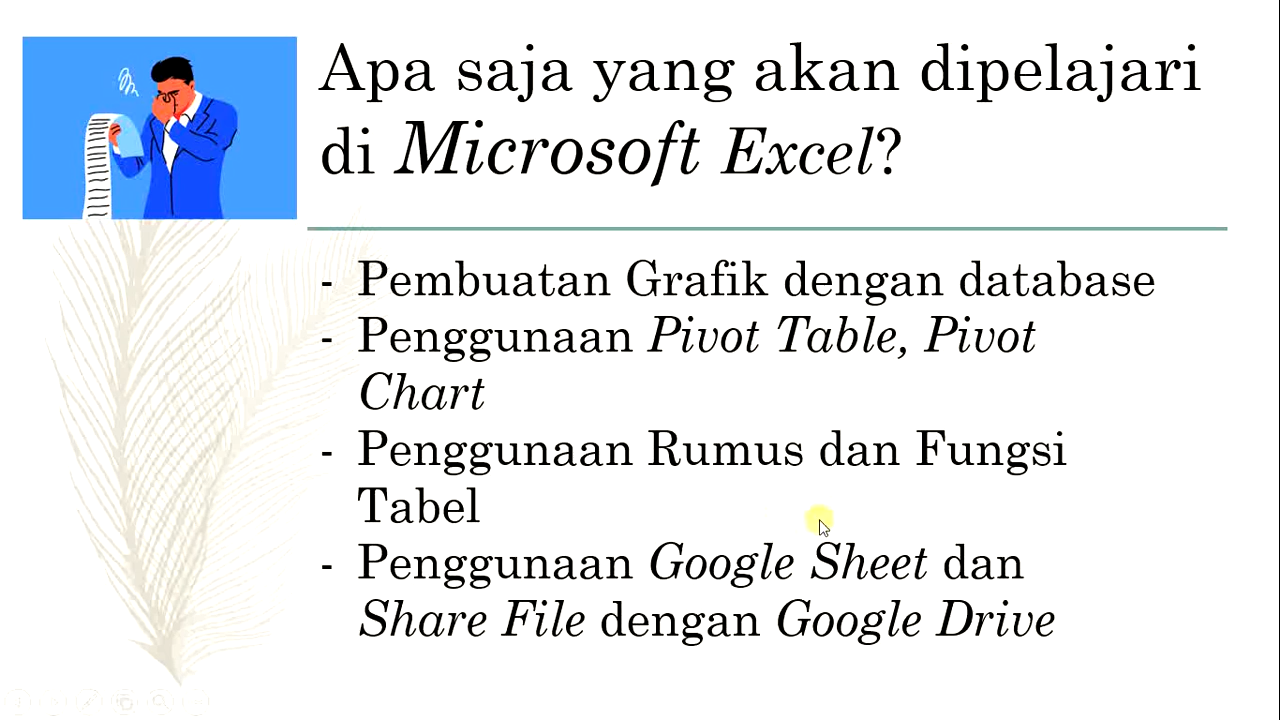 Apa saja yang akan dipelajari
di Microsoft Excel?
- Pembuatan Grafik dengan database
- Penggunaan Pivot Table, Pivot
Chart
- Penggunaan Rumus dan Fungsi
Tabel
- Penggunaan Google Sheet dan
Share File dengan Google Drive